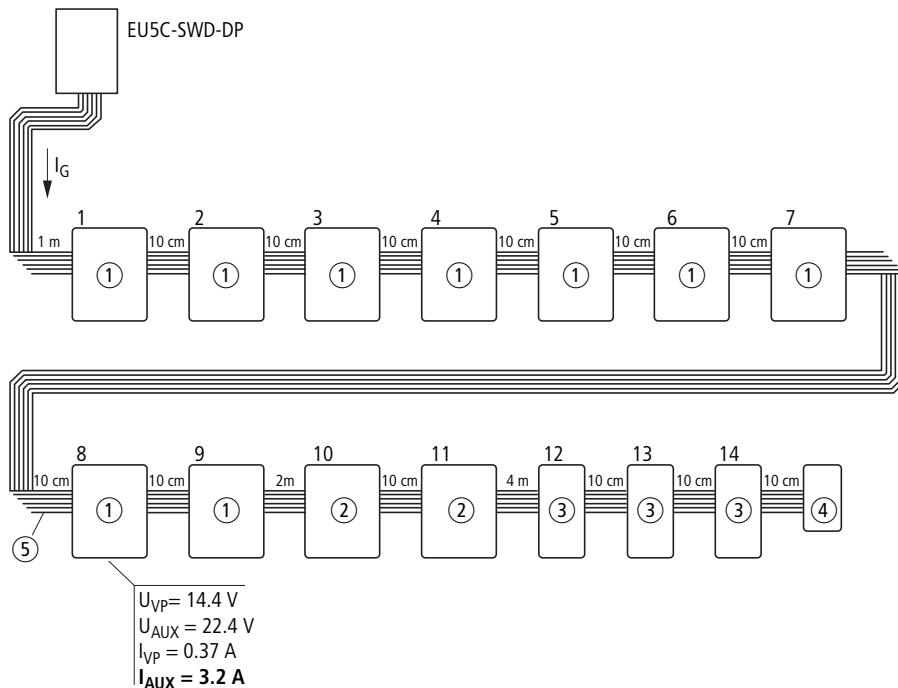 EU5C-SWD-DP
I_G
1 2 3 4 5 6 7
1 m 10 cm 10 cm 10 cm 10 cm 10 cm 10 cm
① ① ① ① ① ① ①
8 9 10 11 12 13 14
10 cm 10 cm 2m 10 cm 4 m 10 cm 10 cm 10 cm
① ① ② ② ③ ③ ③ ④
⑤
U_VP= 14.4 V
U_AUX = 22.4 V
I_VP = 0.37 A
I_AUX = 3.2 A